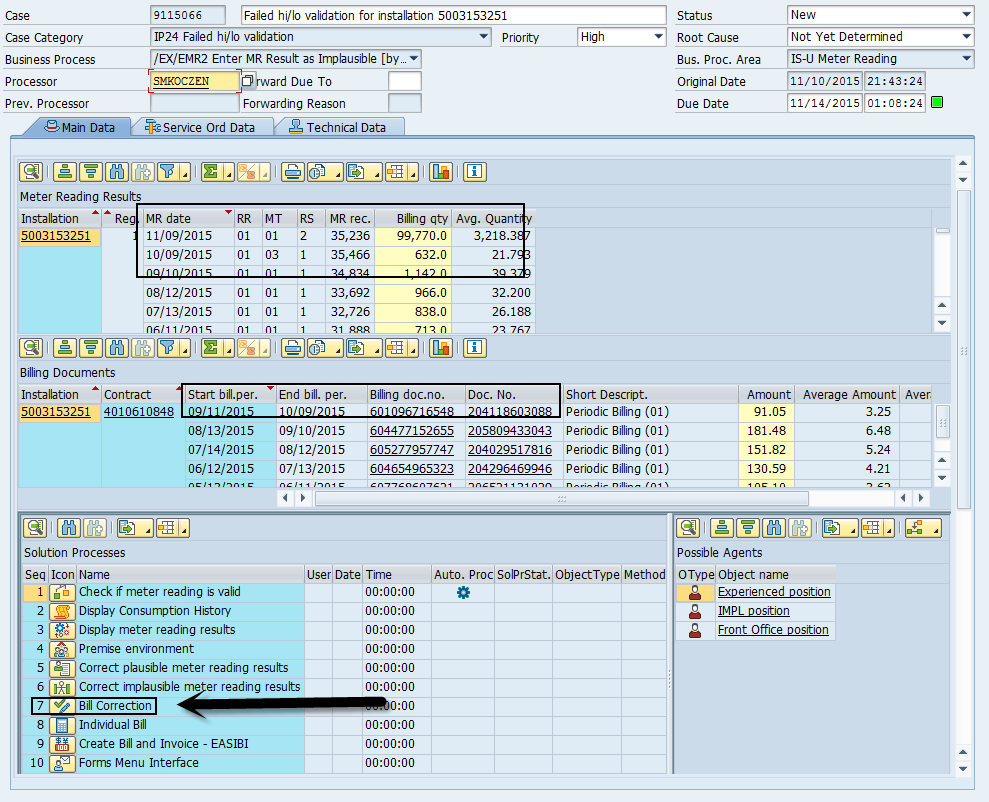 Case 9115066 Failed hi/lo validation for installation 5003153251 Status New
Case Category IP24 Failed hi/lo validation Priority High Root Cause Not Yet Determined
Business Process /EX/EMR2 Enter MR Result as Implausible [by... Bus. Proc. Area IS-U Meter Reading
Processor SMKOCZEN rward Due To Original Date 11/10/2015 21:43:24
Prev. Processor Forwarding Reason Due Date 11/14/2015 01:08:24
Main Data Service Ord Data Technical Data
Meter Reading Results
Installation Reg. MR date RR MT RS MR rec. Billing qty Avg. Quantity
5003153251 1 11/09/2015 01 01 2 35,236 99,770.0 3,218.387
10/09/2015 01 03 1 35,466 632.0 21.793
09/10/2015 01 01 1 34,834 1,142.0 39.379
08/12/2015 01 01 1 33,692 966.0 32.200
07/13/2015 01 01 1 32,726 838.0 26.188
06/11/2015 01 01 1 31,888 713.0 23.767
Billing Documents
Installation Contract Start bill.per. End bill. per. Billing doc.no. Doc. No. Short Descript. Amount Average Amount Aver
5003153251 4010610848 09/11/2015 10/09/2015 601096716548 204118603088 Periodic Billing (01) 91.05 3.25
08/13/2015 09/10/2015 604477152655 205809433043 Periodic Billing (01) 181.48 6.48
07/14/2015 08/12/2015 605277957747 204029517816 Periodic Billing (01) 151.82 5.24
06/12/2015 07/13/2015 604654965323 204296469946 Periodic Billing (01) 130.59 4.21
Solution Processes
Seq Icon Name User Date Time Auto. Proc SolPrStat. ObjectType Method
1 Check if meter reading is valid 00:00:00
2 Display Consumption History 00:00:00
3 Display meter reading results 00:00:00
4 Premise environment 00:00:00
5 Correct plausible meter reading results 00:00:00
6 Correct implausible meter reading results 00:00:00
7 Bill Correction 00:00:00
8 Individual Bill 00:00:00
9 Create Bill and Invoice - EASIBI 00:00:00
10 Forms Menu Interface 00:00:00
Possible Agents
OType Object name
Experienced position
IMPL position
Front Office position